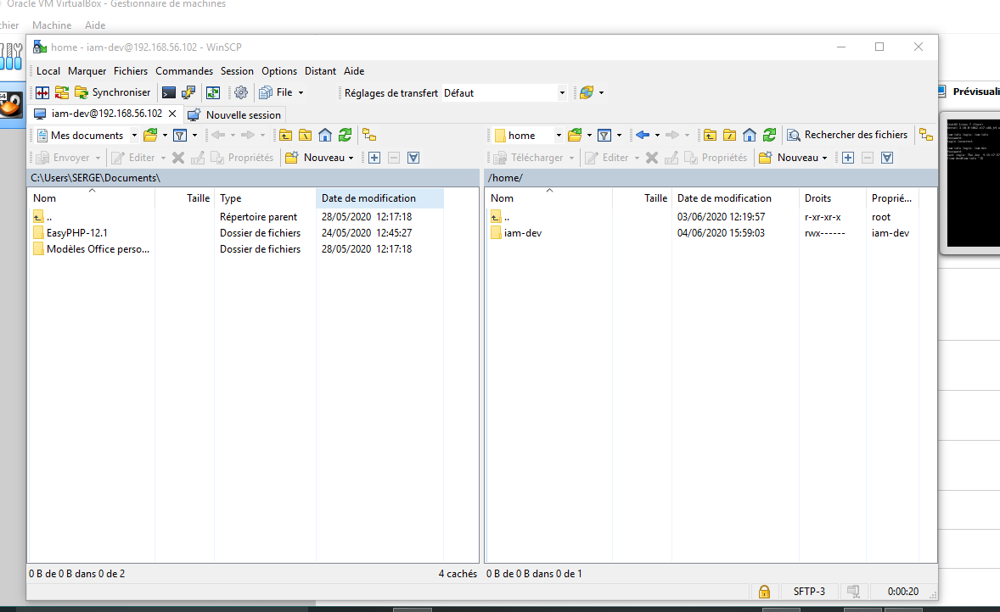 Oracle VM VirtualBox - Gestionnaire de machines
chier Machine Aide
home - iam-dev@192.168.56.102 - WinSCP
Local Marquer Fichiers Commandes Session Options Distant Aide
Synchroniser File Réglages de transfert Défaut
Prévisuali
iam-dev@192.168.56.102 Nouvelle session
Mes documents home Rechercher des fichiers
Envoyer Editer Propriétés Nouveau Télécharger Editer Propriétés Nouveau
C:\Users\SERGE\Documents\ /home/
Nom Taille Type Date de modification Nom Taille Date de modification Droits Proprié...
.. Répertoire parent 28/05/2020 12:17:18 .. 03/06/2020 12:19:57 r-xr-xr-x root
EasyPHP-12.1 Dossier de fichiers 24/05/2020 12:45:27 iam-dev 04/06/2020 15:59:03 rwx------ iam-dev
Modèles Office perso... Dossier de fichiers 28/05/2020 12:17:18
0 B de 0 B dans 0 de 2 4 cachés 0 B de 0 B dans 0 de 1
SFTP-3 0:00:20